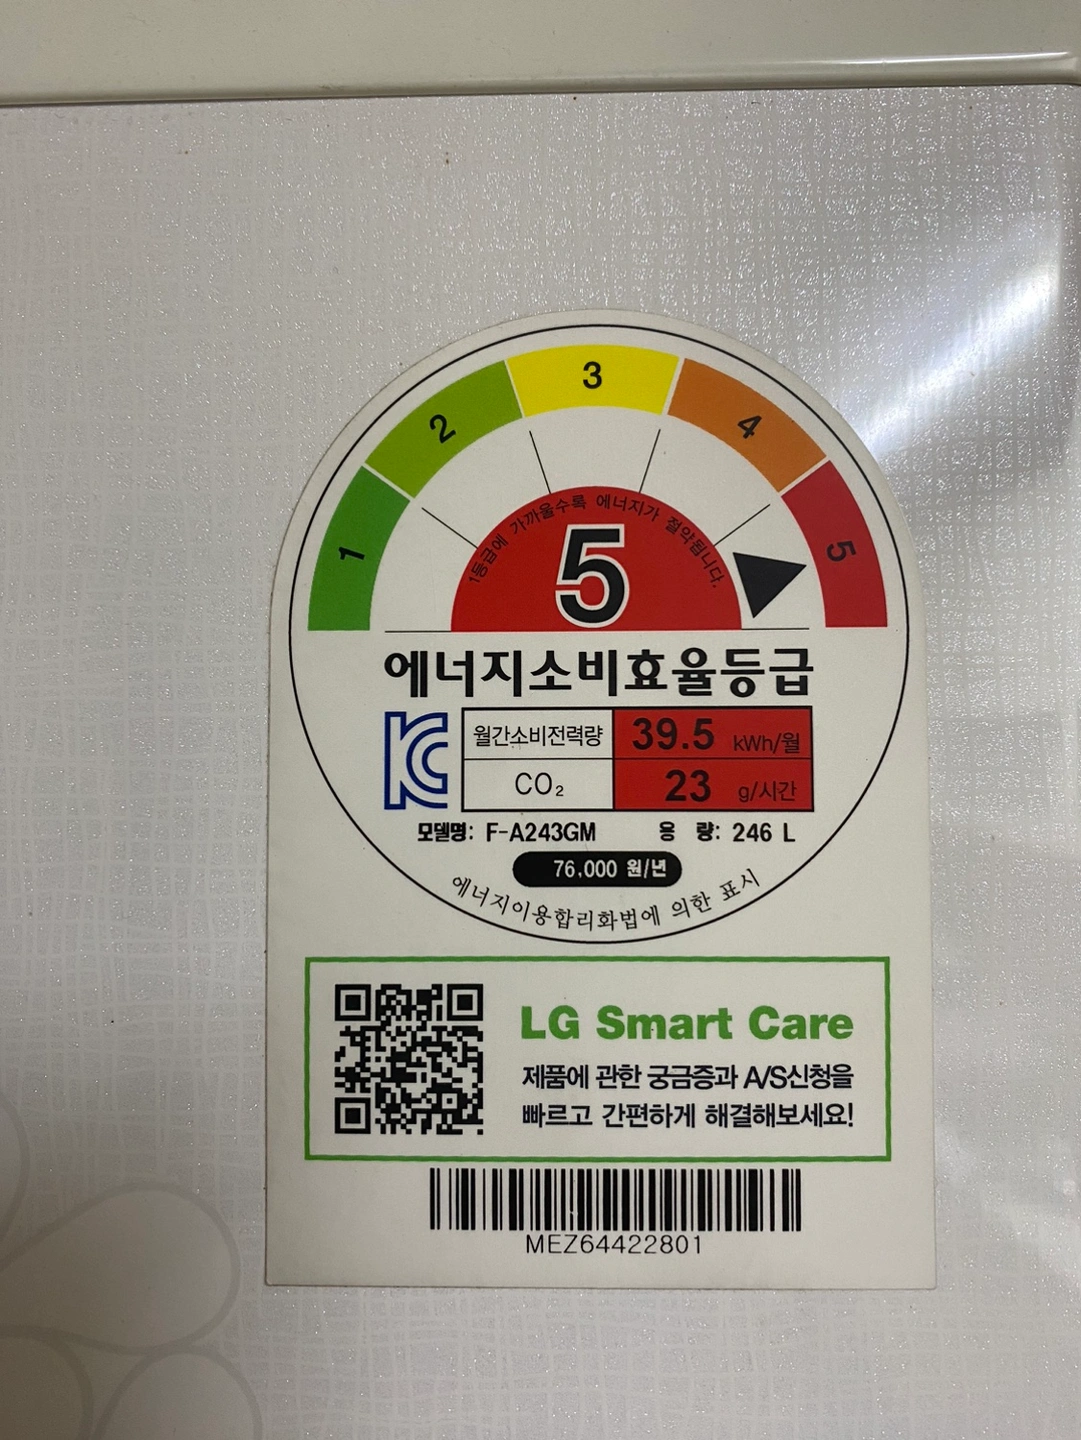 1
2
3
4
5
1등급에 가까울수록 에너지가 절약됩니다.
5
에너지소비효율등급
KC
월간소비전력량 39.5 kWh/월
CO₂ 23 g/시간
모델명: F-A243GM 용 량: 246 L
76,000 원/년
에너지이용합리화법에 의한 표시
LG Smart Care
제품에 관한 궁금증과 A/S신청을
빠르고 간편하게 해결해보세요!
MEZ64422801